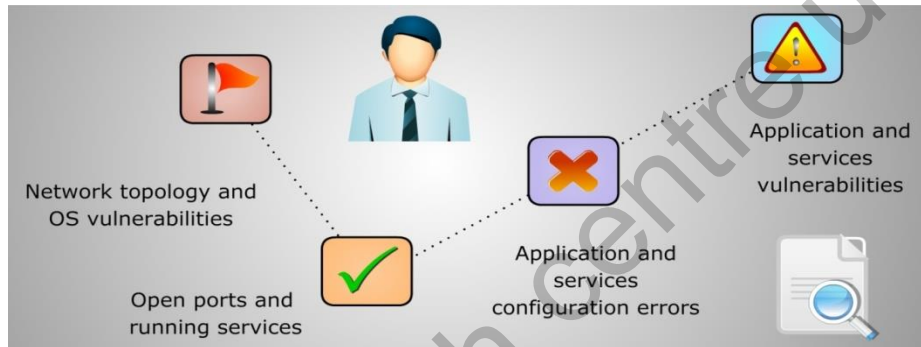 Network topology and
OS vulnerabilities
Open ports and
running services
Application and
services
configuration errors
Application and
services
vulnerabilities
centre